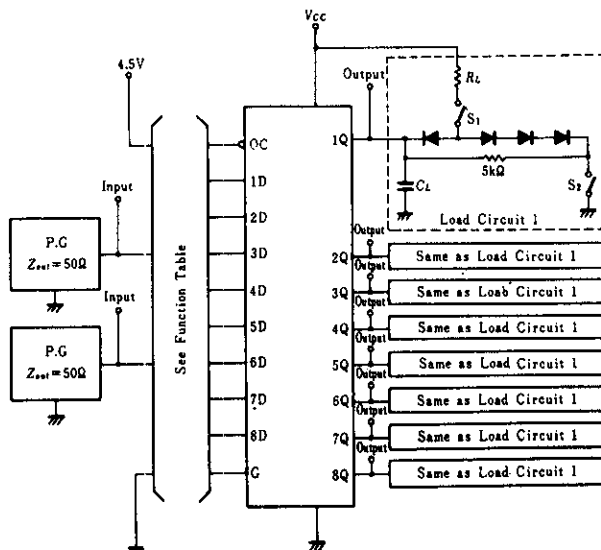 VCC
4.5V
Output
RL
S1
1Q
OC
5kΩ
S2
CL
Load Circuit 1
Input
1D
2D
3D
4D
5D
6D
7D
8D
G
P.G
Zout=50Ω
Input
P.G
Zout=50Ω
See Function Table
Output
2Q
Same as Load Circuit 1
Output
3Q
Same as Loab Circuit 1
Output
4Q
Same as Load Circuit 1
Output
5Q
Same as Load Circuit 1
Output
6Q
Same as Load Circuit 1
Output
7Q
Same as Load Circuit 1
Output
8Q
Same as Load Circuit 1